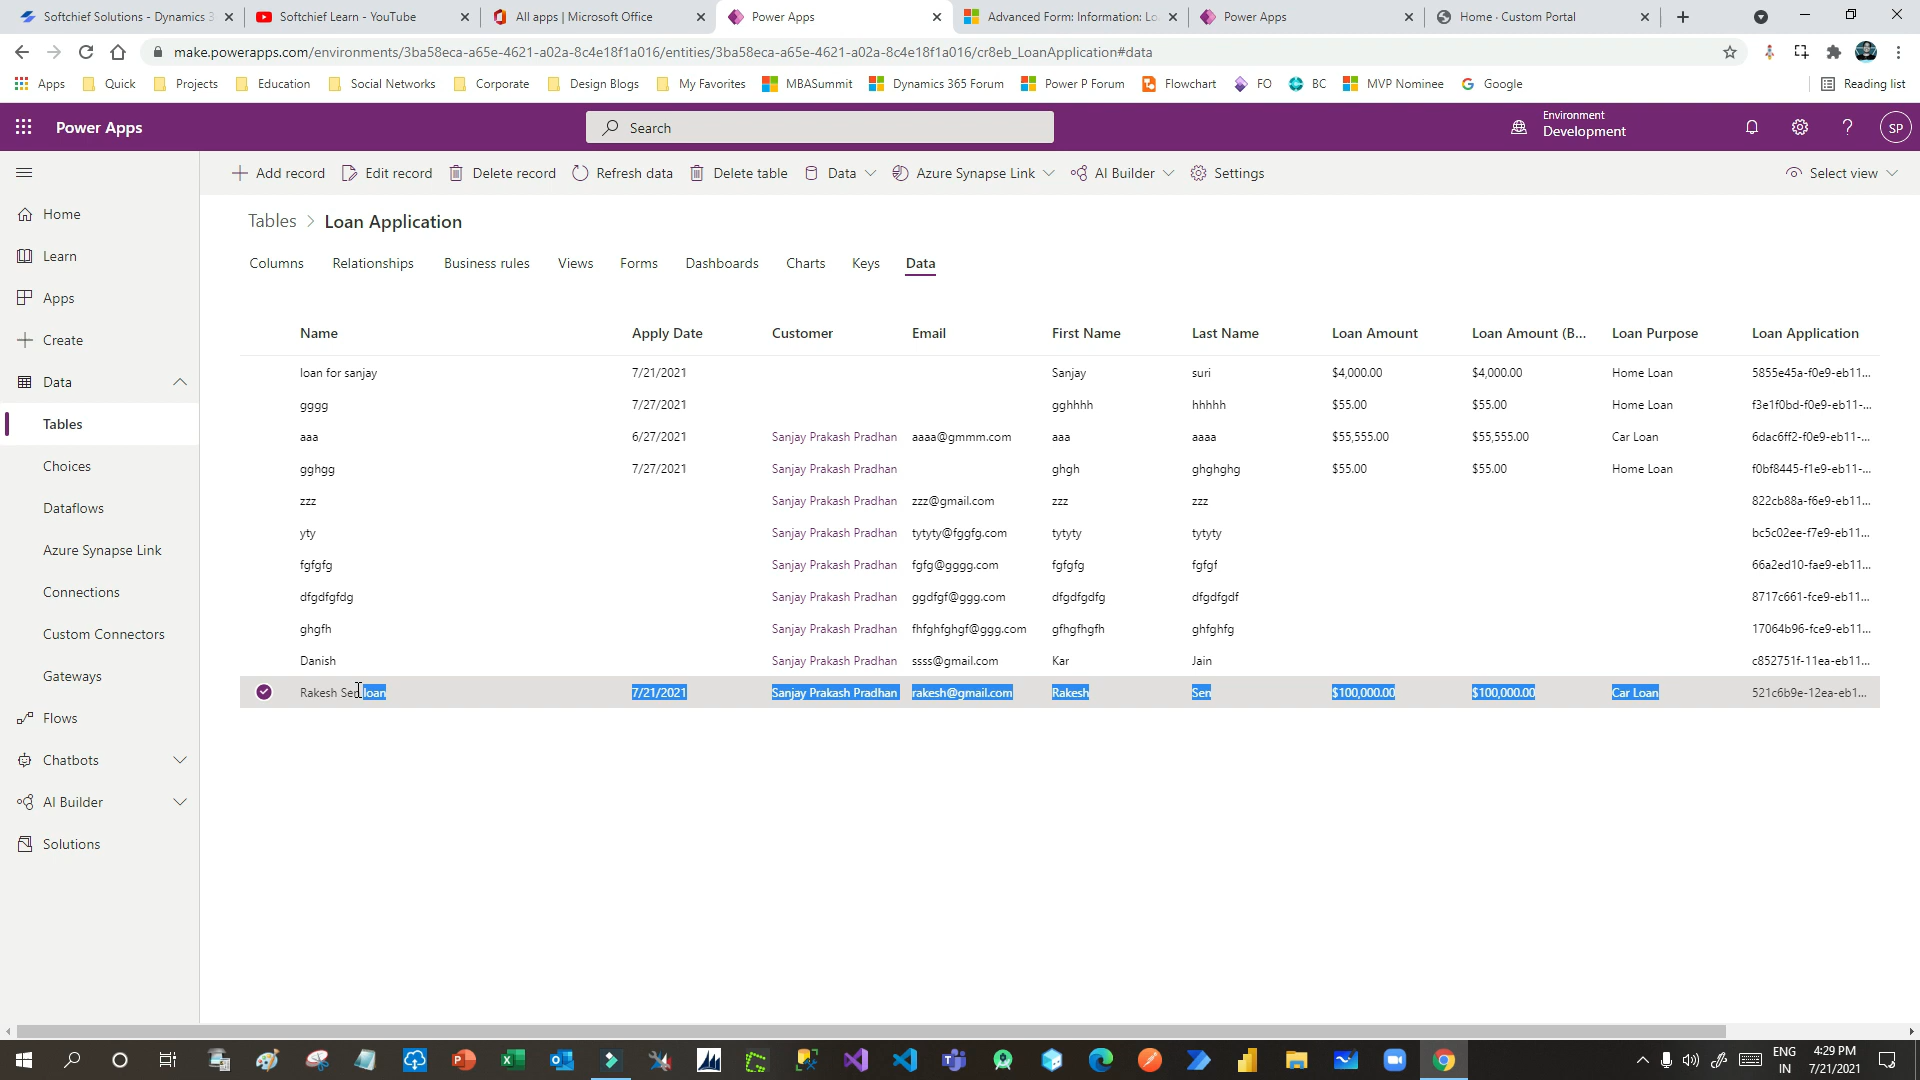 Softchief Solutions - Dynamics 3
Softchief Learn - YouTube
All apps | Microsoft Office
Power Apps
Advanced Form: Information: Lo
Power Apps
Home · Custom Portal
make.powerapps.com/environments/3ba58eca-a65e-4621-a02a-8c4e18f1a016/entities/3ba58eca-a65e-4621-a02a-8c4e18f1a016/cr8eb_LoanApplication#data
Apps Quick Projects Education Social Networks Corporate Design Blogs My Favorites MBASummit Dynamics 365 Forum Power P Forum Flowchart FO BC MVP Nominee Google Reading list
Power Apps
Search
Environment
Development
SP
Add record Edit record Delete record Refresh data Delete table Data Azure Synapse Link AI Builder Settings Select view
Home
Learn
Apps
Create
Data
Tables
Choices
Dataflows
Azure Synapse Link
Connections
Custom Connectors
Gateways
Flows
Chatbots
AI Builder
Solutions
Tables > Loan Application
Columns Relationships Business rules Views Forms Dashboards Charts Keys Data
Name Apply Date Customer Email First Name Last Name Loan Amount Loan Amount (B... Loan Purpose Loan Application
loan for sanjay 7/21/2021 Sanjay suri $4,000.00 $4,000.00 Home Loan 5855e45a-f0e9-eb11...
gggg 7/27/2021 gghhhh hhhhh $55.00 $55.00 Home Loan f3e1f0bd-f0e9-eb11-...
aaa 6/27/2021 Sanjay Prakash Pradhan aaaa@gmmm.com aaa aaaa $55,555.00 $55,555.00 Car Loan 6dac6ff2-f0e9-eb11-...
gghgg 7/27/2021 Sanjay Prakash Pradhan ghgh ghghghg $55.00 $55.00 Home Loan f0bf8445-f1e9-eb11-...
zzz Sanjay Prakash Pradhan zzz@gmail.com zzz zzz 822cb88a-f6e9-eb11...
yty Sanjay Prakash Pradhan tytyty@fggfg.com tytyty tytyty bc5c02ee-f7e9-eb11...
fgfgfg Sanjay Prakash Pradhan fgfg@gggg.com fgfgfg fgfgf 66a2ed10-fae9-eb11...
dfgdfgfdg Sanjay Prakash Pradhan ggdfgf@ggg.com dfgdfgdfg dfgdfgdf 8717c661-fce9-eb11...
ghgfh Sanjay Prakash Pradhan fhfghfghgf@ggg.com gfhgfhgfh ghfghfg 17064b96-fce9-eb11...
Danish Sanjay Prakash Pradhan ssss@gmail.com Kar Jain c852751f-11ea-eb11...
Rakesh Sen loan 7/21/2021 Sanjay Prakash Pradhan rakesh@gmail.com Rakesh Sen $100,000.00 $100,000.00 Car Loan 521c6b9e-12ea-eb1...
ENG
IN
4:29 PM
7/21/2021